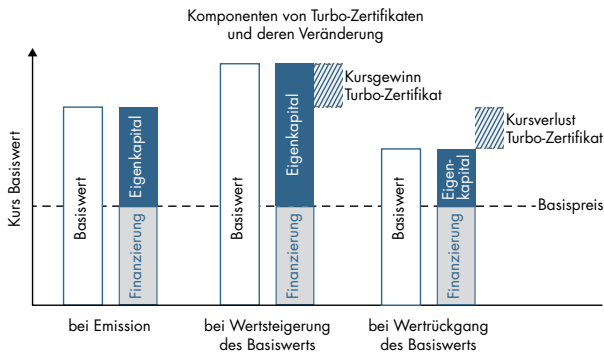 Komponenten von Turbo-Zertifikaten
und deren Veränderung
Kurs Basiswert
Basiswert
Eigenkapital
Finanzierung
Basiswert
Eigenkapital
Finanzierung
Kursgewinn
Turbo-Zertifikat
Basiswert
Eigen-
kapital
Finanzierung
Kursverlust
Turbo-Zertifikat
Basispreis
bei Emission
bei Wertsteigerung
des Basiswerts
bei Wertrückgang
des Basiswerts